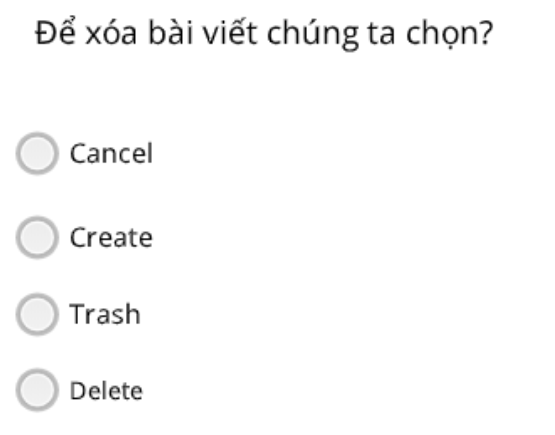 Để xóa bài viết chúng ta chọn?
Cancel
Create
Trash
Delete